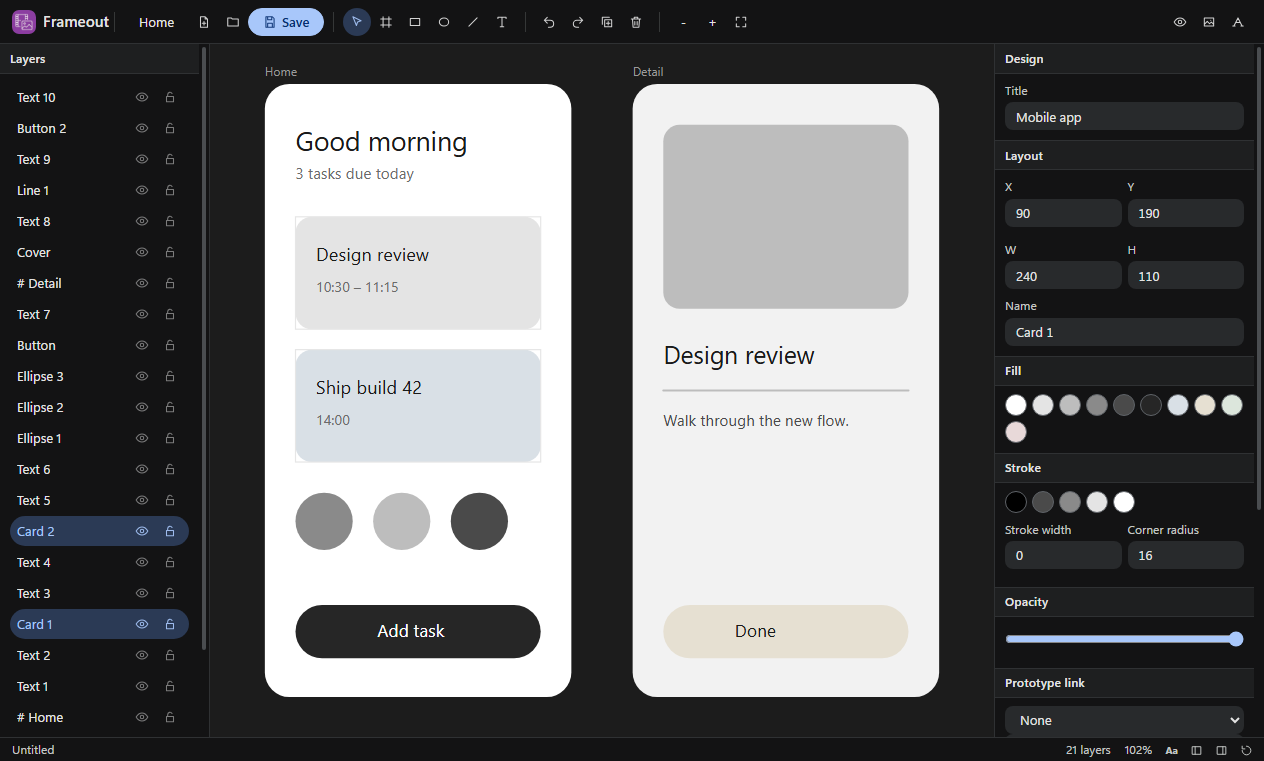 Frameout
Home
Save
- +
Layers
Text 10
Button 2
Text 9
Line 1
Text 8
Cover
# Detail
Text 7
Button
Ellipse 3
Ellipse 2
Ellipse 1
Text 6
Text 5
Card 2
Text 4
Text 3
Card 1
Text 2
Text 1
# Home
Home
Good morning
3 tasks due today
Design review
10:30 – 11:15
Ship build 42
14:00
Add task
Detail
Design review
Walk through the new flow.
Done
Design
Title
Mobile app
Layout
X Y
90 190
W H
240 110
Name
Card 1
Fill
Stroke
Stroke width Corner radius
0 16
Opacity
Prototype link
None
Untitled
21 layers 102% Aa